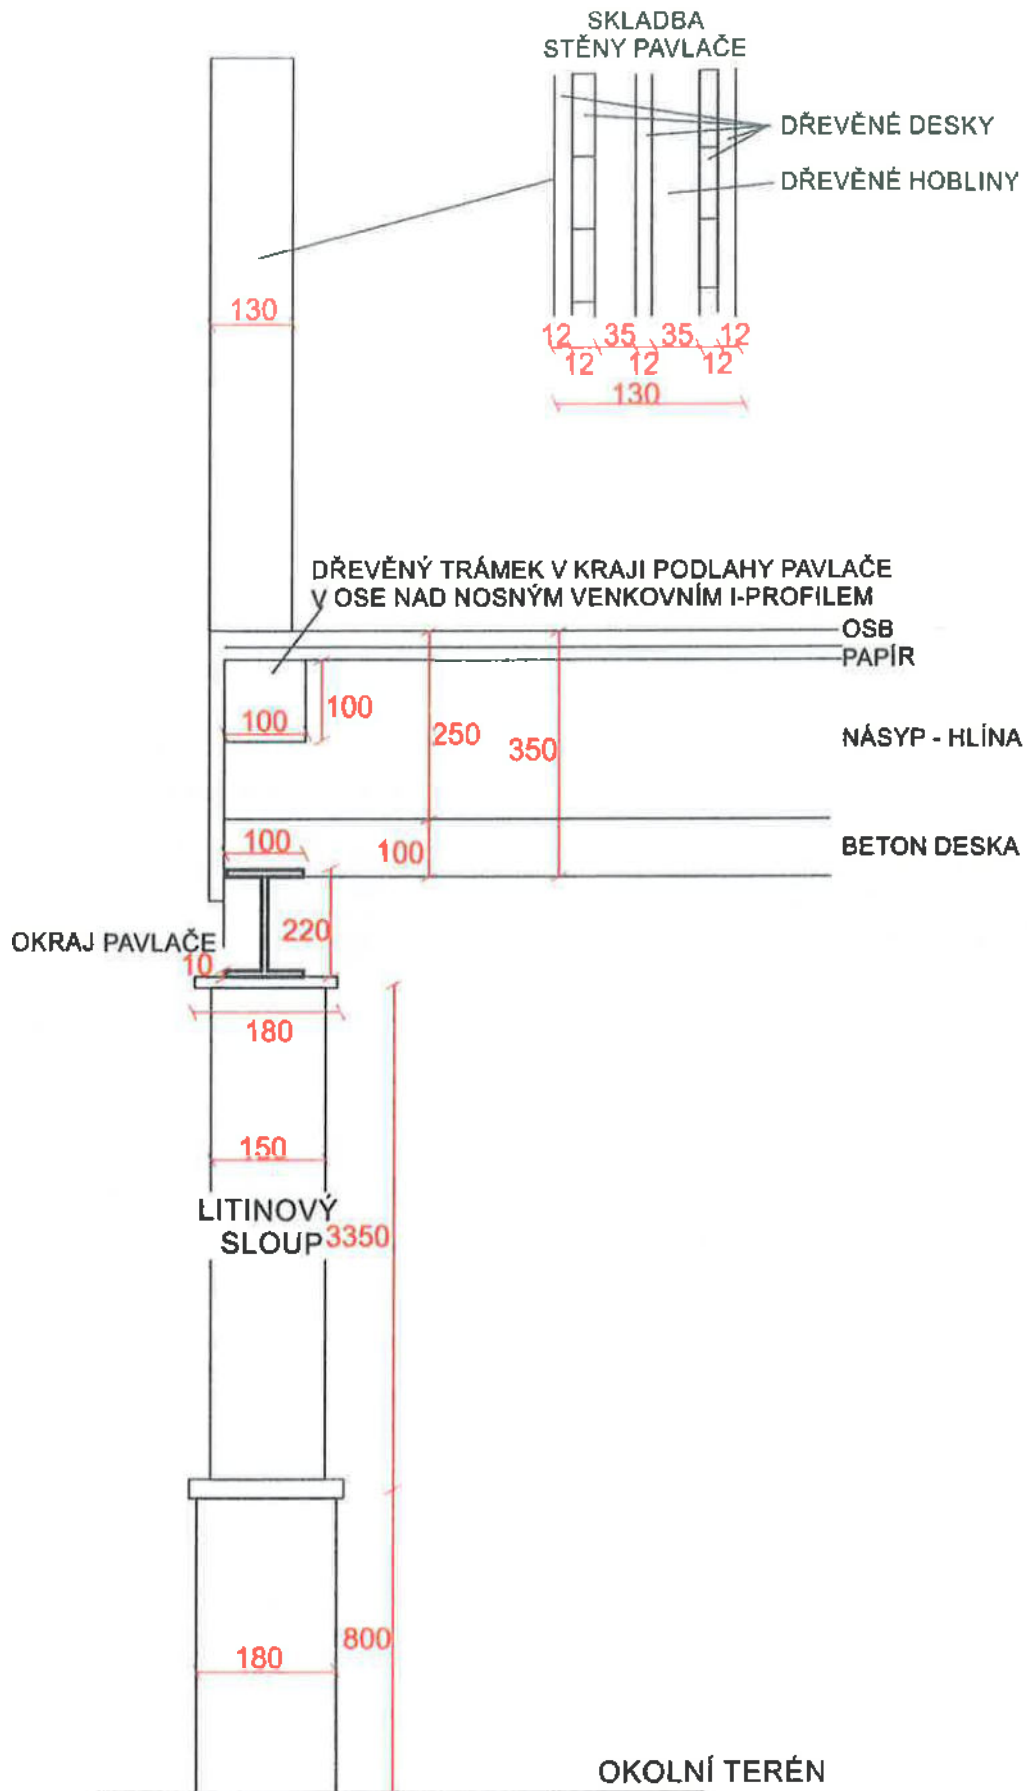 SKLADBA
STĚNY PAVLAČE
DŘEVĚNÉ DESKY
DŘEVĚNÉ HOBLINY
130
12 35 35 12
12 12 12
130
DŘEVĚNÝ TRÁMEK V KRAJI PODLAHY PAVLAČE
V OSE NAD NOSNÝM VENKOVNÍM I-PROFILEM
OSB
PAPÍR
100
100
250
350
NÁSYP - HLÍNA
100
100
BETON DESKA
OKRAJ PAVLAČE
220
10
180
150
LITINOVÝ
SLOUP
3350
800
180
OKOLNÍ TERÉN